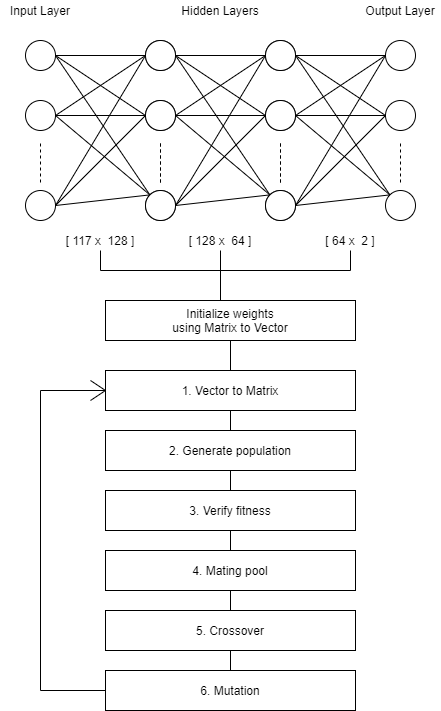 Input Layer
Hidden Layers
Output Layer
[ 117 x 128 ]
[ 128 x 64 ]
[ 64 x 2 ]
Initialize weights
using Matrix to Vector
1. Vector to Matrix
2. Generate population
3. Verify fitness
4. Mating pool
5. Crossover
6. Mutation